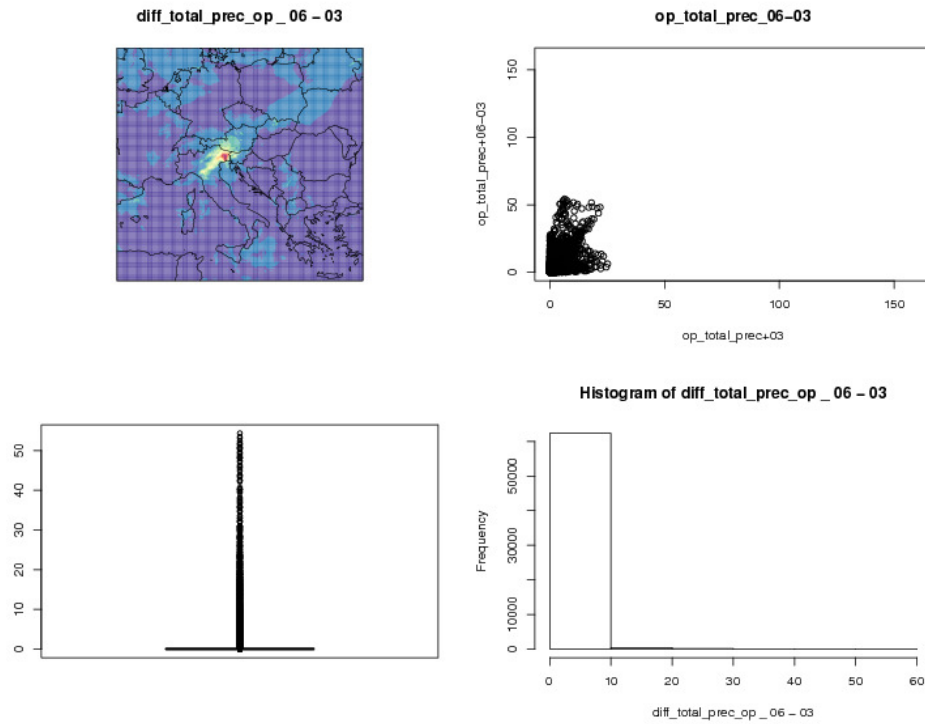 diff_total_prec_op _ 06 – 03
op_total_prec_06–03
op_total_prec+06–03
150
100
50
0
0 50 100 150
op_total_prec+03
50
40
30
20
10
0
Histogram of diff_total_prec_op _ 06 – 03
Frequency
50000
30000
10000
0
0 10 20 30 40 50 60
diff_total_prec_op _ 06 – 03